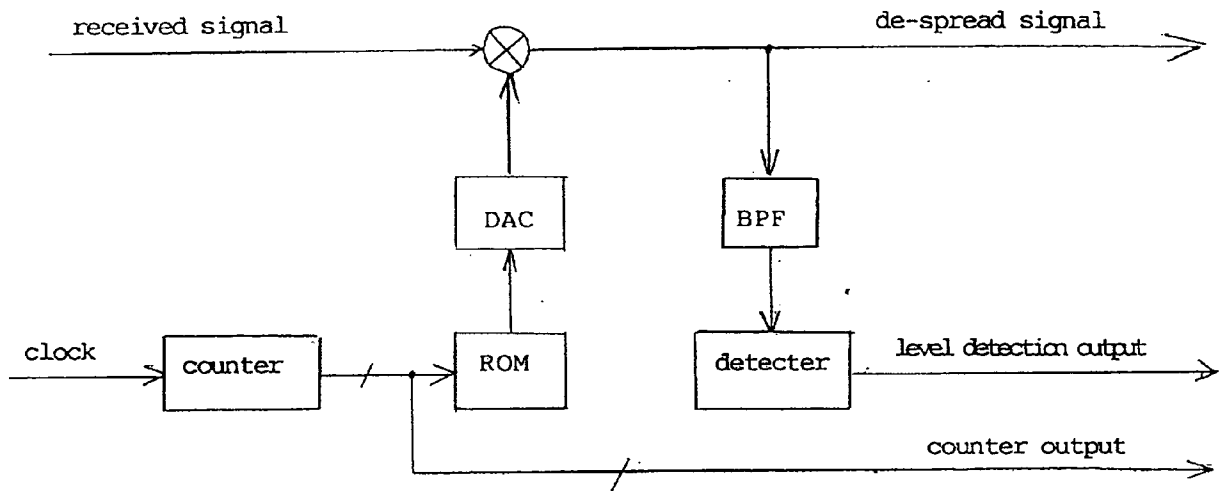 received signal
de-spread signal
DAC
BPF
clock
counter
ROM
detecter
level detection output
counter output